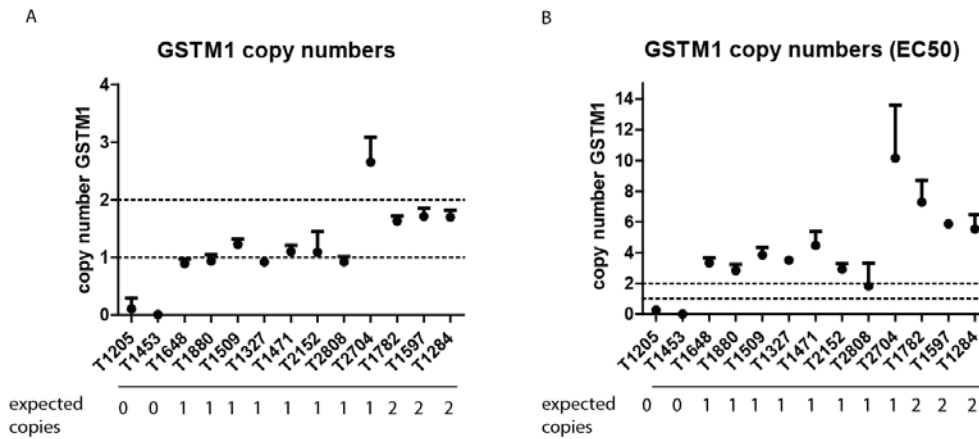 A
GSTM1 copy numbers
copy number GSTM1
4
3
2
1
0
T1205 T1453 T1648 T1880 T1509 T1327 T1471 T2152 T2808 T2704 T1782 T1597 T1284
expected copies
0 0 1 1 1 1 1 1 1 1 2 2 2
B
GSTM1 copy numbers (EC50)
copy number GSTM1
14
12
10
8
6
4
2
0
T1205 T1453 T1648 T1880 T1509 T1327 T1471 T2152 T2808 T2704 T1782 T1597 T1284
expected
copies
0 0 1 1 1 1 1 1 1 1 2 2 2